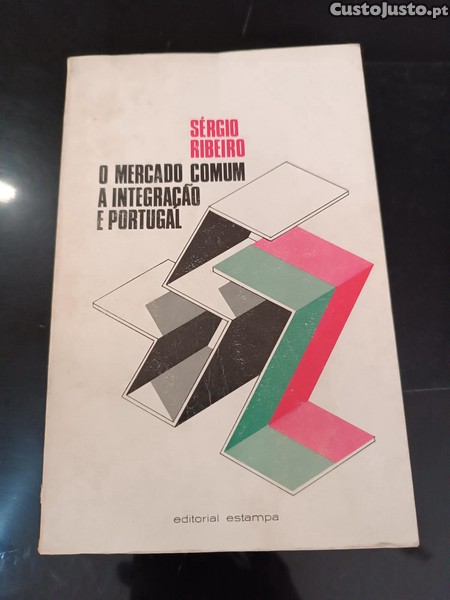 CustoJusto.pt
SÉRGIO
RIBEIRO
O MERCADO COMUM
A INTEGRAÇÃO
E PORTUGAL
editorial estampa